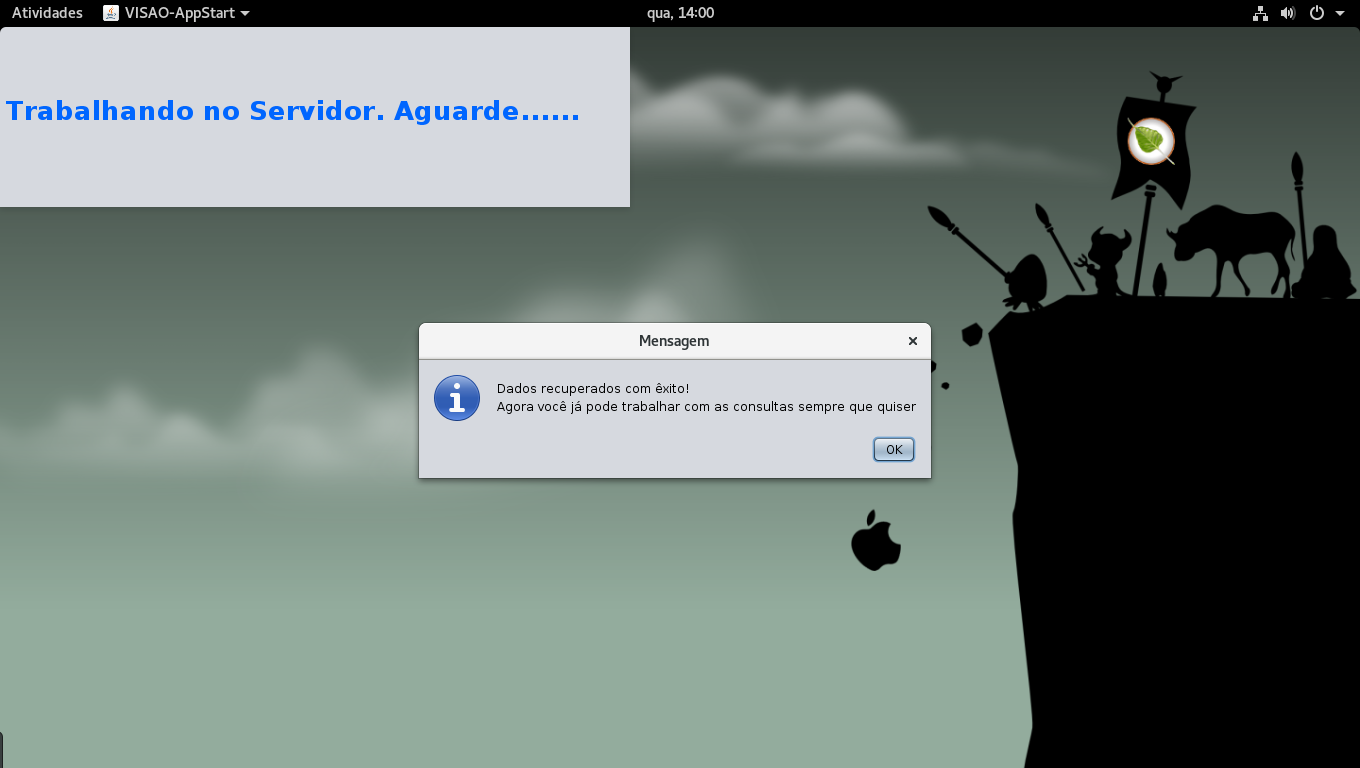 Atividades
VISAO-AppStart
qua, 14:00
Trabalhando no Servidor. Aguarde......
Mensagem
Dados recuperados com êxito!
Agora você já pode trabalhar com as consultas sempre que quiser
OK